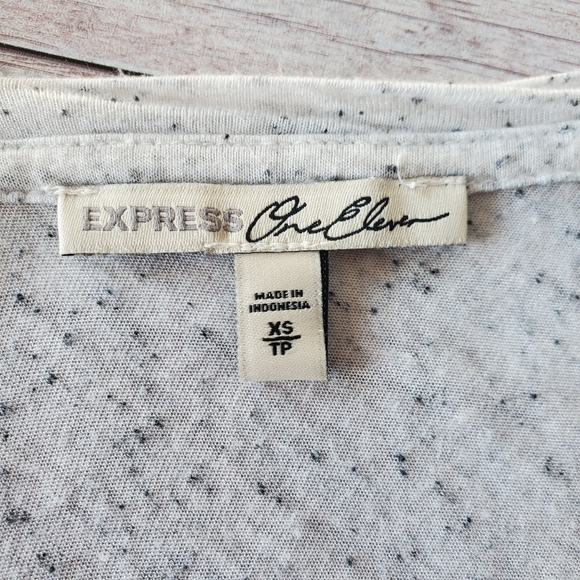 EXPRESS One Eleven
MADE IN
INDONESIA
XS
TP